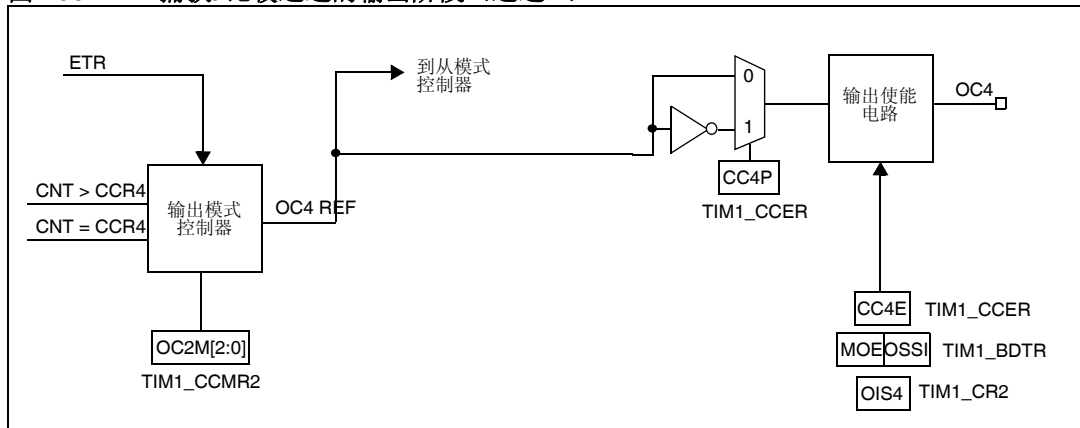 ETR
到从模式
控制器
0
1
输出使能
电路
OC4
CNT > CCR4
CNT = CCR4
输出模式
控制器
OC4 REF
CC4P
TIM1_CCER
OC2M[2:0]
TIM1_CCMR2
CC4E
TIM1_CCER
MOE
OSSI
TIM1_BDTR
OIS4
TIM1_CR2